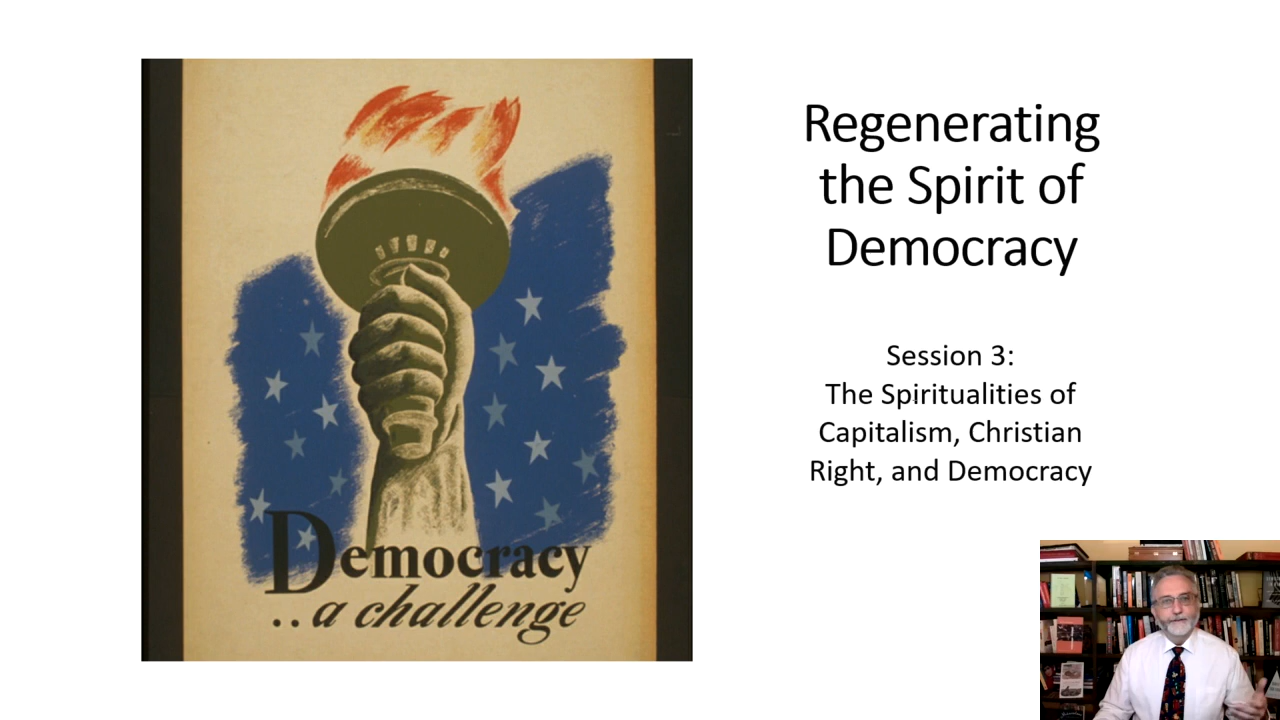 Democracy
..a challenge
Regenerating
the Spirit of
Democracy
Session 3:
The Spiritualities of
Capitalism, Christian
Right, and Democracy